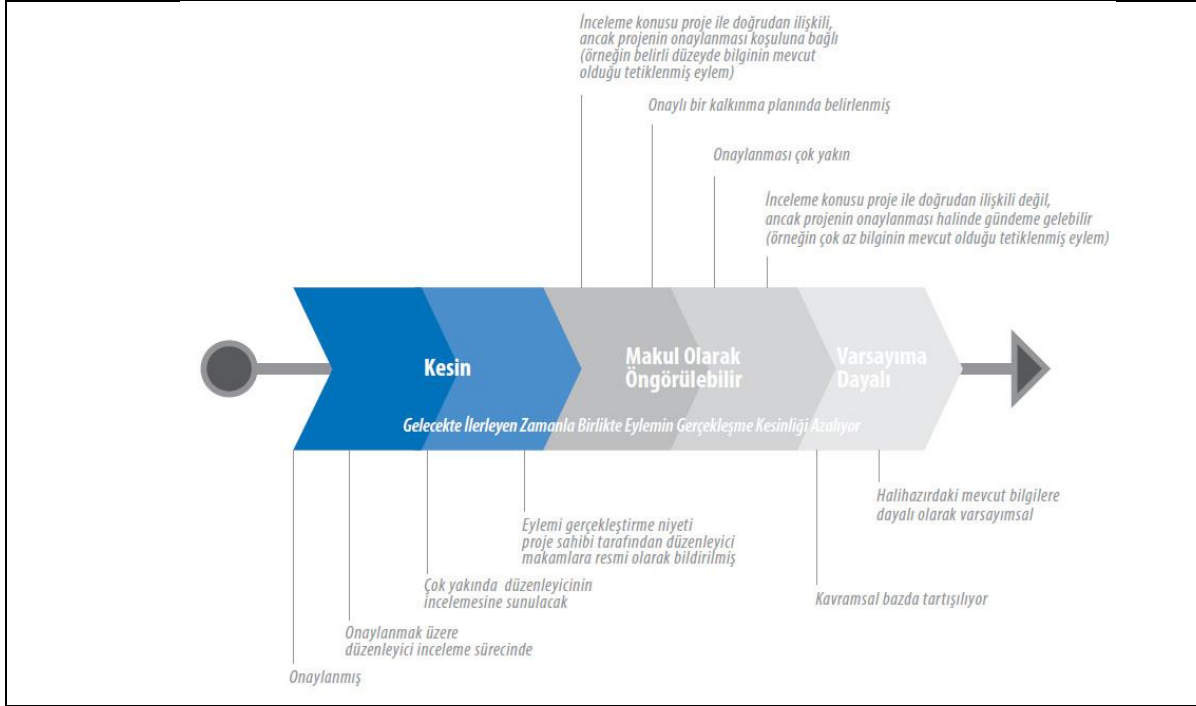 İnceleme konusu proje ile doğrudan ilişkili,
ancak projenin onaylanması koşuluna bağlı
(örneğin belirli düzeyde bilginin mevcut
olduğu tetiklenmiş eylem)
Onaylı bir kalkınma planında belirlenmiş
Onaylanması çok yakın
İnceleme konusu proje ile doğrudan ilişkili değil,
ancak projenin onaylanması halinde gündeme gelebilir
(örneğin çok az bilginin mevcut olduğu tetiklenmiş eylem)
Kesin
Makul Olarak
Öngörülebilir
Varsayıma
Dayalı
Gelecekte İlerleyen Zamanla Birlikte Eylemin Gerçekleşme Kesinliği Azalıyor
Halihazırdaki mevcut bilgilere
dayalı olarak varsayımsal
Eylemi gerçekleştirme niyeti
proje sahibi tarafından düzenleyici
makamlara resmi olarak bildirilmiş
Çok yakında düzenleyicinin
incelemesine sunulacak
Kavramsal bazda tartışılıyor
Onaylanmak üzere
düzenleyici inceleme sürecinde
Onaylanmış